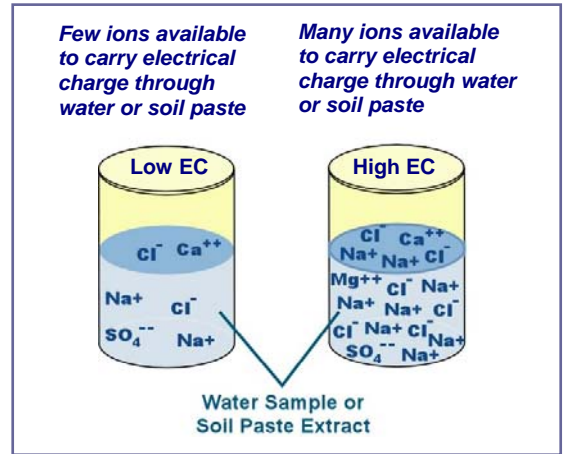 Few ions available
to carry electrical
charge through
water or soil paste
Many ions available
to carry electrical
charge through water
or soil paste
Low EC
Cl⁻ Ca⁺⁺
Na+ Cl⁻
SO₄⁻⁻ Na+
High EC
Cl⁻ Ca⁺⁺
Na+ Na+ Cl⁻
Mg++ Cl⁻ Na+
Na+ Na+ Cl⁻
Cl⁻ Na+ Cl⁻ Na+
SO₄⁻⁻ Na+
Water Sample or
Soil Paste Extract